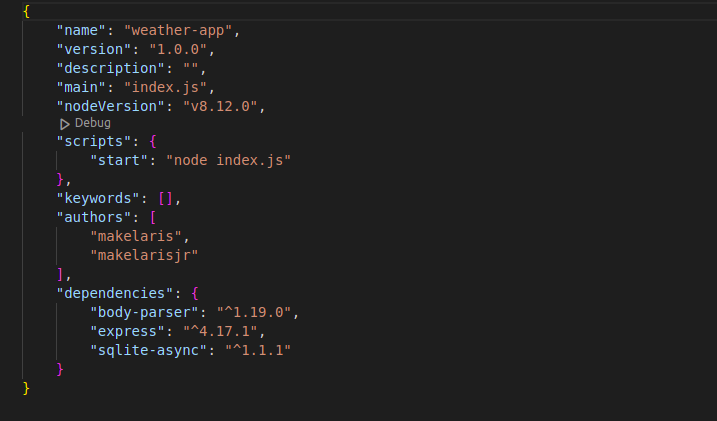 {
    "name": "weather-app",
    "version": "1.0.0",
    "description": "",
    "main": "index.js",
    "nodeVersion": "v8.12.0",
    Debug
    "scripts": {
        "start": "node index.js"
    },
    "keywords": [],
    "authors": [
        "makelaris",
        "makelarisjr"
    ],
    "dependencies": {
        "body-parser": "^1.19.0",
        "express": "^4.17.1",
        "sqlite-async": "^1.1.1"
    }
}